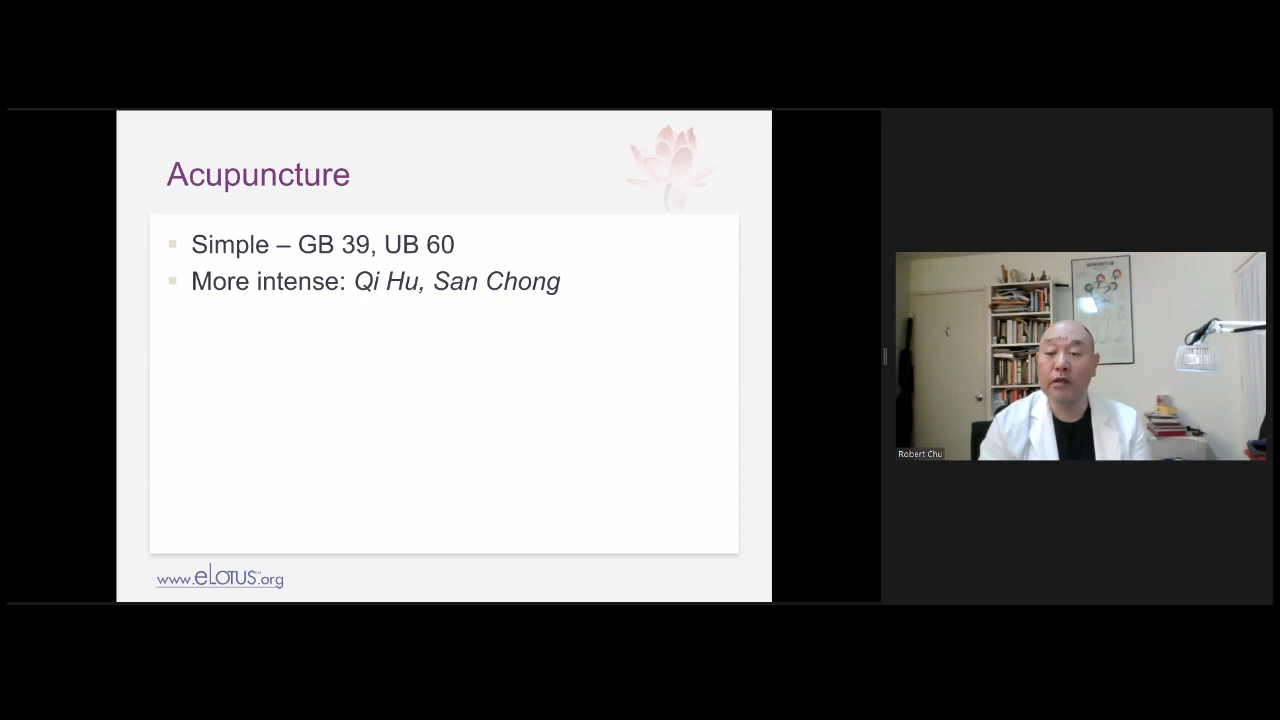 Acupuncture
Simple – GB 39, UB 60
More intense: Qi Hu, San Chong
www.eLOTUS.org
Robert Chu